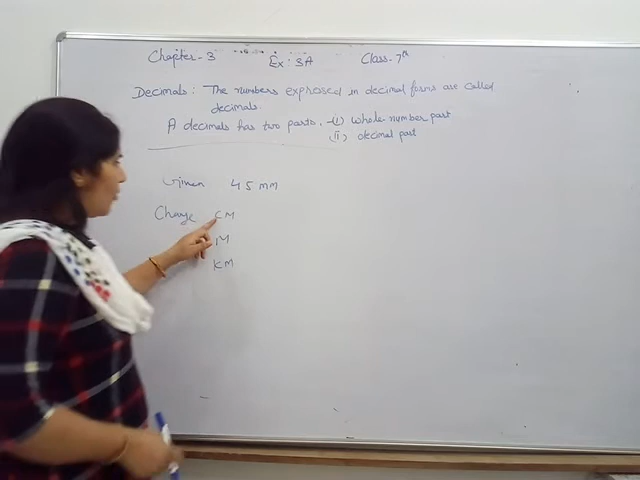 Chapter-3 Ex: 3A Class-7th
Decimals: The numbers expressed in decimal forms are called
decimals.
A decimals has two parts. -(i) whole number part
(ii) decimal part
Given 45 mm
Change CM
M
KM